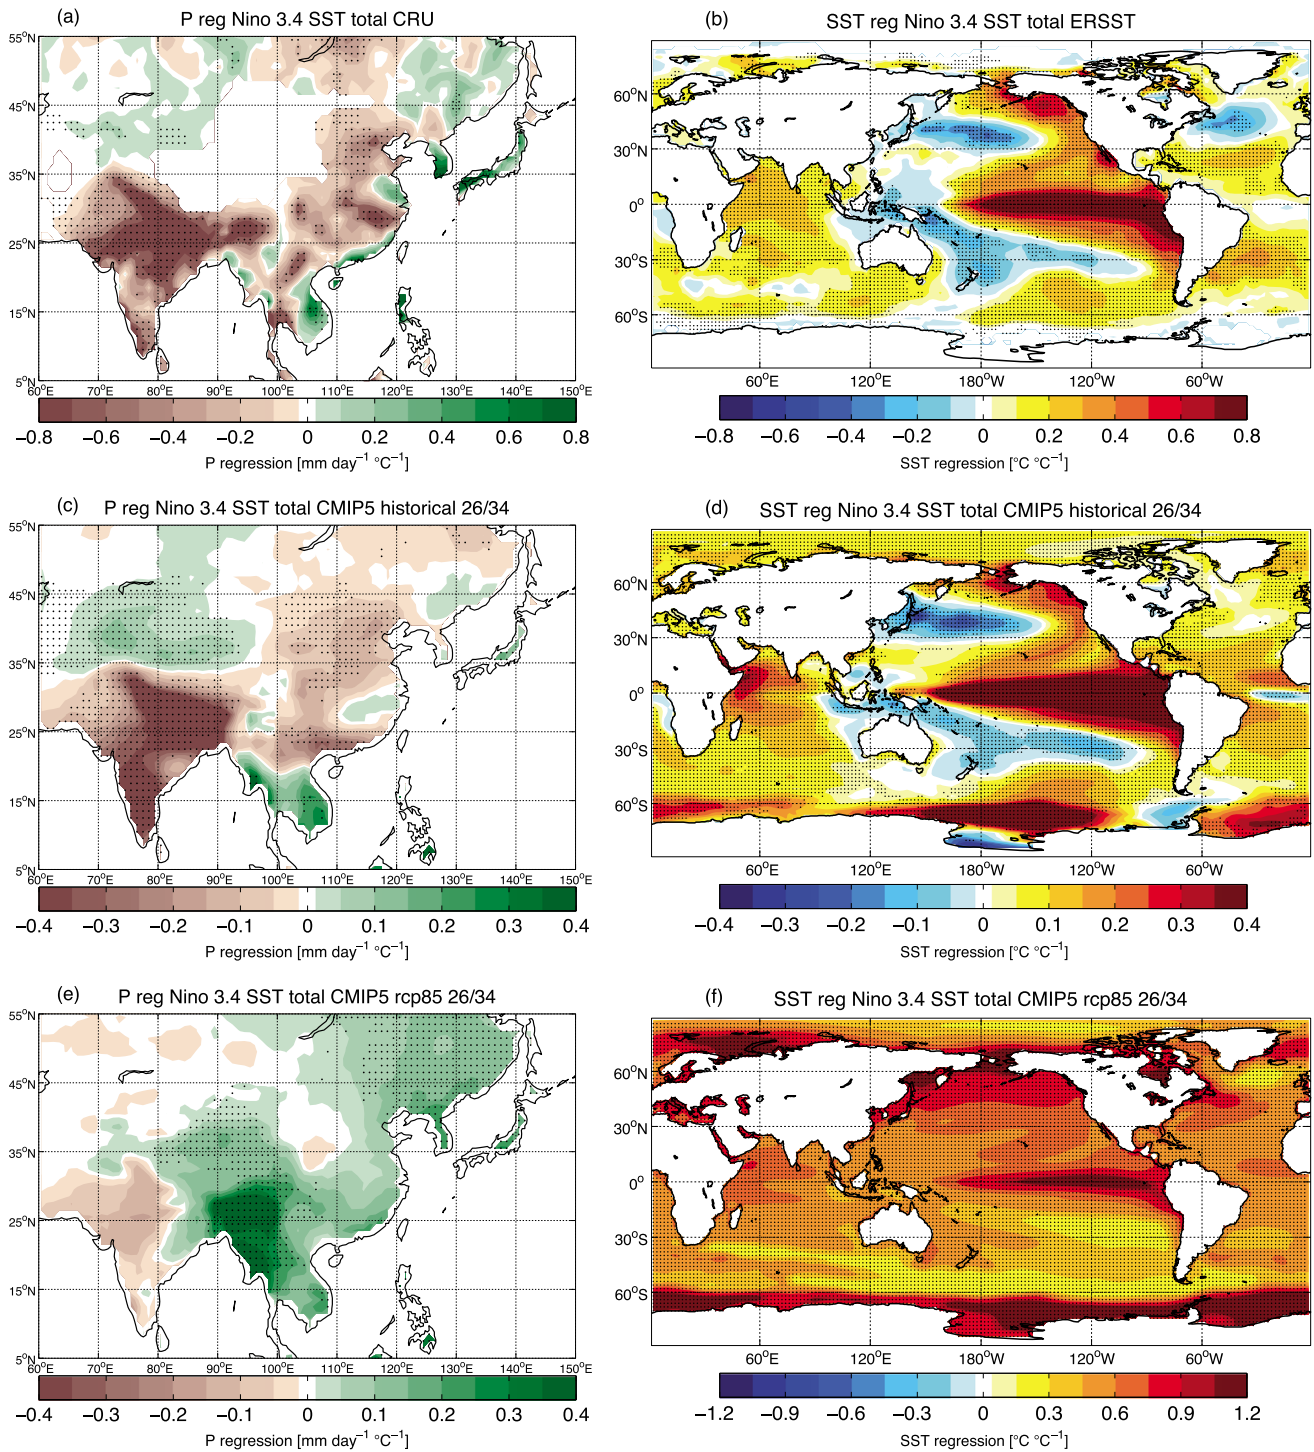 (a) P reg Nino 3.4 SST total CRU
55°N
45°N
35°N
25°N
15°N
5°N
60°E 70°E 80°E 90°E 100°E 110°E 120°E 130°E 140°E 150°E
−0.8 −0.6 −0.4 −0.2 0 0.2 0.4 0.6 0.8
P regression [mm day⁻¹ °C⁻¹]
(b) SST reg Nino 3.4 SST total ERSST
60°N
30°N
0°
30°S
60°S
60°E 120°E 180°W 120°W 60°W
−0.8 −0.6 −0.4 −0.2 0 0.2 0.4 0.6 0.8
SST regression [°C °C⁻¹]
(c) P reg Nino 3.4 SST total CMIP5 historical 26/34
55°N
45°N
35°N
25°N
15°N
5°N
60°E 70°E 80°E 90°E 100°E 110°E 120°E 130°E 140°E 150°E
−0.4 −0.3 −0.2 −0.1 0 0.1 0.2 0.3 0.4
P regression [mm day⁻¹ °C⁻¹]
(d) SST reg Nino 3.4 SST total CMIP5 historical 26/34
60°N
30°N
0°
30°S
60°S
60°E 120°E 180°W 120°W 60°W
−0.4 −0.3 −0.2 −0.1 0 0.1 0.2 0.3 0.4
SST regression [°C °C⁻¹]
(e) P reg Nino 3.4 SST total CMIP5 rcp85 26/34
55°N
45°N
35°N
25°N
15°N
5°N
60°E 70°E 80°E 90°E 100°E 110°E 120°E 130°E 140°E 150°E
−0.4 −0.3 −0.2 −0.1 0 0.1 0.2 0.3 0.4
P regression [mm day⁻¹ °C⁻¹]
(f) SST reg Nino 3.4 SST total CMIP5 rcp85 26/34
60°N
30°N
0°
30°S
60°S
60°E 120°E 180°W 120°W 60°W
−1.2 −0.9 −0.6 −0.3 0 0.3 0.6 0.9 1.2
SST regression [°C °C⁻¹]